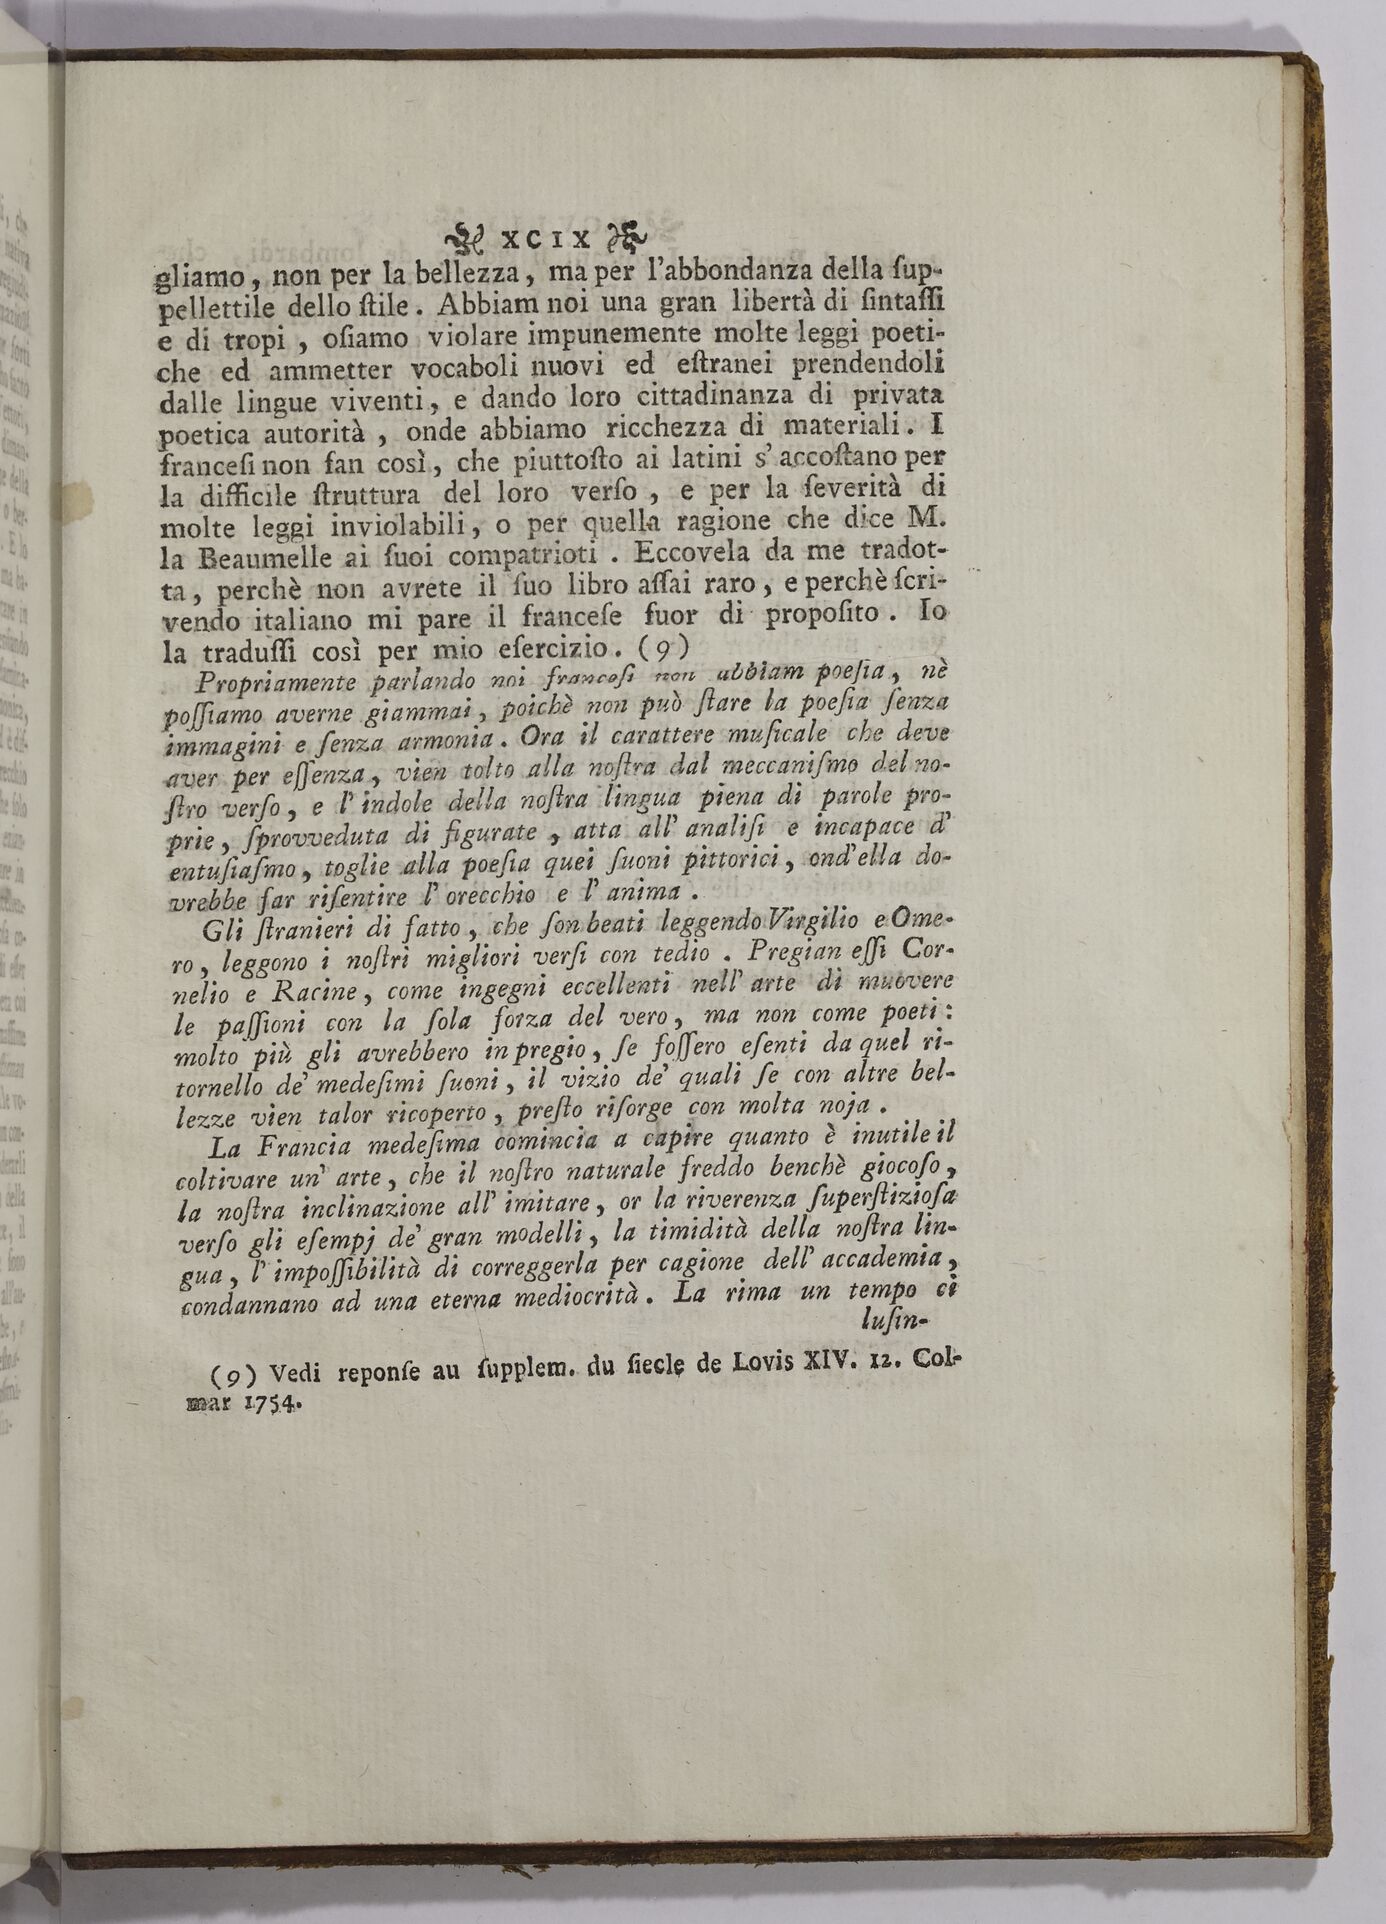 XCIX
gliamo, non per la bellezza, ma per l'abbondanza della ſup-
pellettile dello ſtile. Abbiam noi una gran libertà di ſintaſſi
e di tropi, oſiamo violare impunemente molte leggi poeti-
che ed ammetter vocaboli nuovi ed eſtranei prendendoli
dalle lingue viventi, e dando loro cittadinanza di privata
poetica autorità, onde abbiamo ricchezza di materiali. I
franceſi non fan così, che piuttoſto ai latini s'accoſtano per
la difficile ſtruttura del loro verſo, e per la ſeverità di
molte leggi inviolabili, o per quella ragione che dice M.
la Beaumelle ai ſuoi compatrioti. Eccovela da me tradot-
ta, perchè non avrete il ſuo libro aſſai raro, e perchè ſcri-
vendo italiano mi pare il franceſe fuor di propoſito. Io
la traduſſi così per mio eſercizio. (9)
Propriamente parlando noi franceſi non abbiam poeſia, nè
poſſiamo averne giammai, poichè non può ſtare la poeſia ſenza
immagini e ſenza armonia. Ora il carattere muſicale che deve
aver per eſſenza, vien tolto alla noſtra dal meccaniſmo del no-
ſtro verſo, e l'indole della noſtra lingua piena di parole pro-
prie, ſprovveduta di figurate, atta all'analiſi e incapace d'
entuſiaſmo, toglie alla poeſia quei ſuoni pittorici, ond'ella do-
vrebbe far riſentire l'orecchio e l'anima.
Gli ſtranieri di fatto, che ſon beati leggendo Virgilio e Ome-
ro, leggono i noſtri migliori verſi con tedio. Pregian eſſi Cor-
nelio e Racine, come ingegni eccellenti nell'arte di muovere
le paſſioni con la ſola forza del vero, ma non come poeti:
molto più gli avrebbero in pregio, ſe foſſero eſenti da quel ri-
tornello de' medeſimi ſuoni, il vizio de' quali ſe con altre bel-
lezze vien talor ricoperto, preſto riſorge con molta noja.
La Francia medeſima comincia a capire quanto è inutile il
coltivare un'arte, che il noſtro naturale freddo benchè giocoſo,
la noſtra inclinazione all'imitare, or la riverenza ſuperſtizioſa
verſo gli eſempj de' gran modelli, la timidità della noſtra lin-
gua, l'impoſſibilità di correggerla per cagione dell'accademia,
condannano ad una eterna mediocrità. La rima un tempo ci
luſin-
(9) Vedi reponſe au ſupplem. du ſiecle de Lovis XIV. 12. Col-
mar 1754.